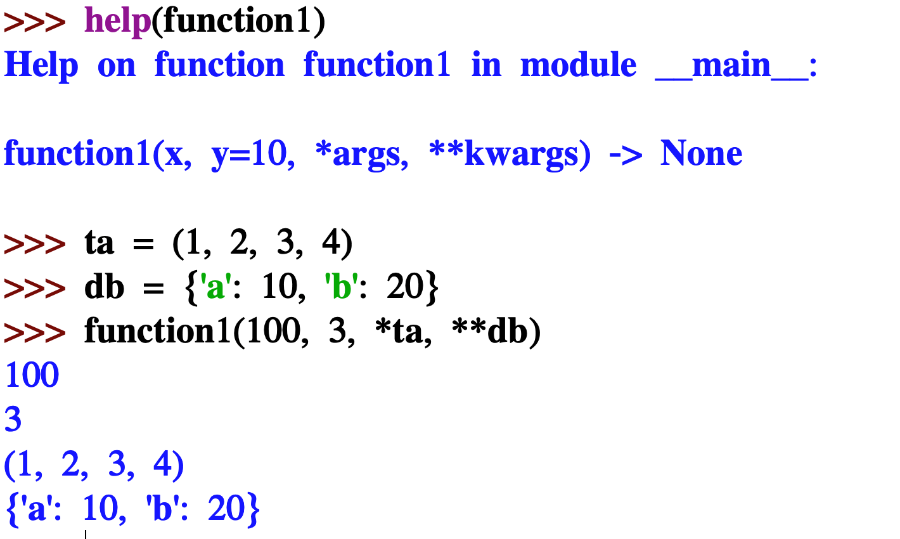 >>> help(function1)
Help on function function1 in module __main__:
function1(x, y=10, *args, **kwargs) -> None
>>> ta = (1, 2, 3, 4)
>>> db = {'a': 10, 'b': 20}
>>> function1(100, 3, *ta, **db)
100
3
(1, 2, 3, 4)
{'a': 10, 'b': 20}